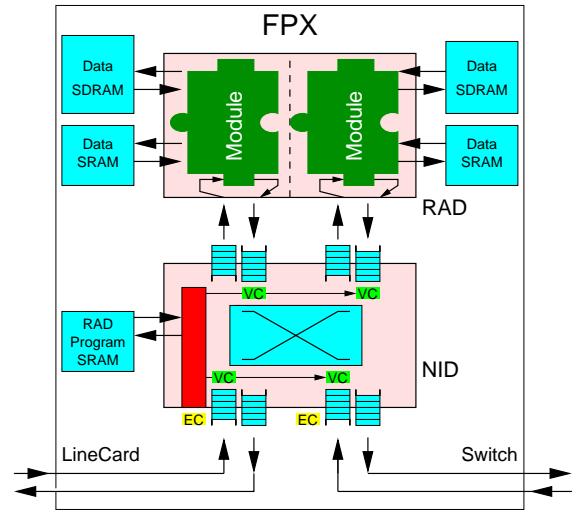 FPX
Data
SDRAM
Data
SRAM
Module
Module
Data
SDRAM
Data
SRAM
RAD
VC
VC
RAD
Program
SRAM
NID
VC
VC
EC
EC
LineCard
Switch